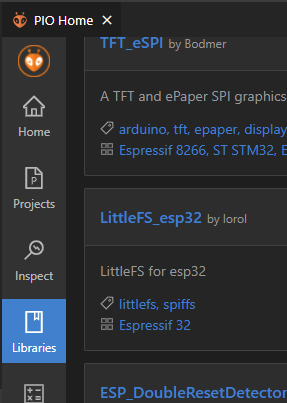 PIO Home
TFT_eSPI by Bodmer
A TFT and ePaper SPI graphics
arduino, tft, epaper, display
Espressif 8266, ST STM32,
Home
Projects
LittleFS_esp32 by lorol
LittleFS for esp32
Inspect
littlefs, spiffs
Espressif 32
Libraries
ESP_DoubleResetDetector